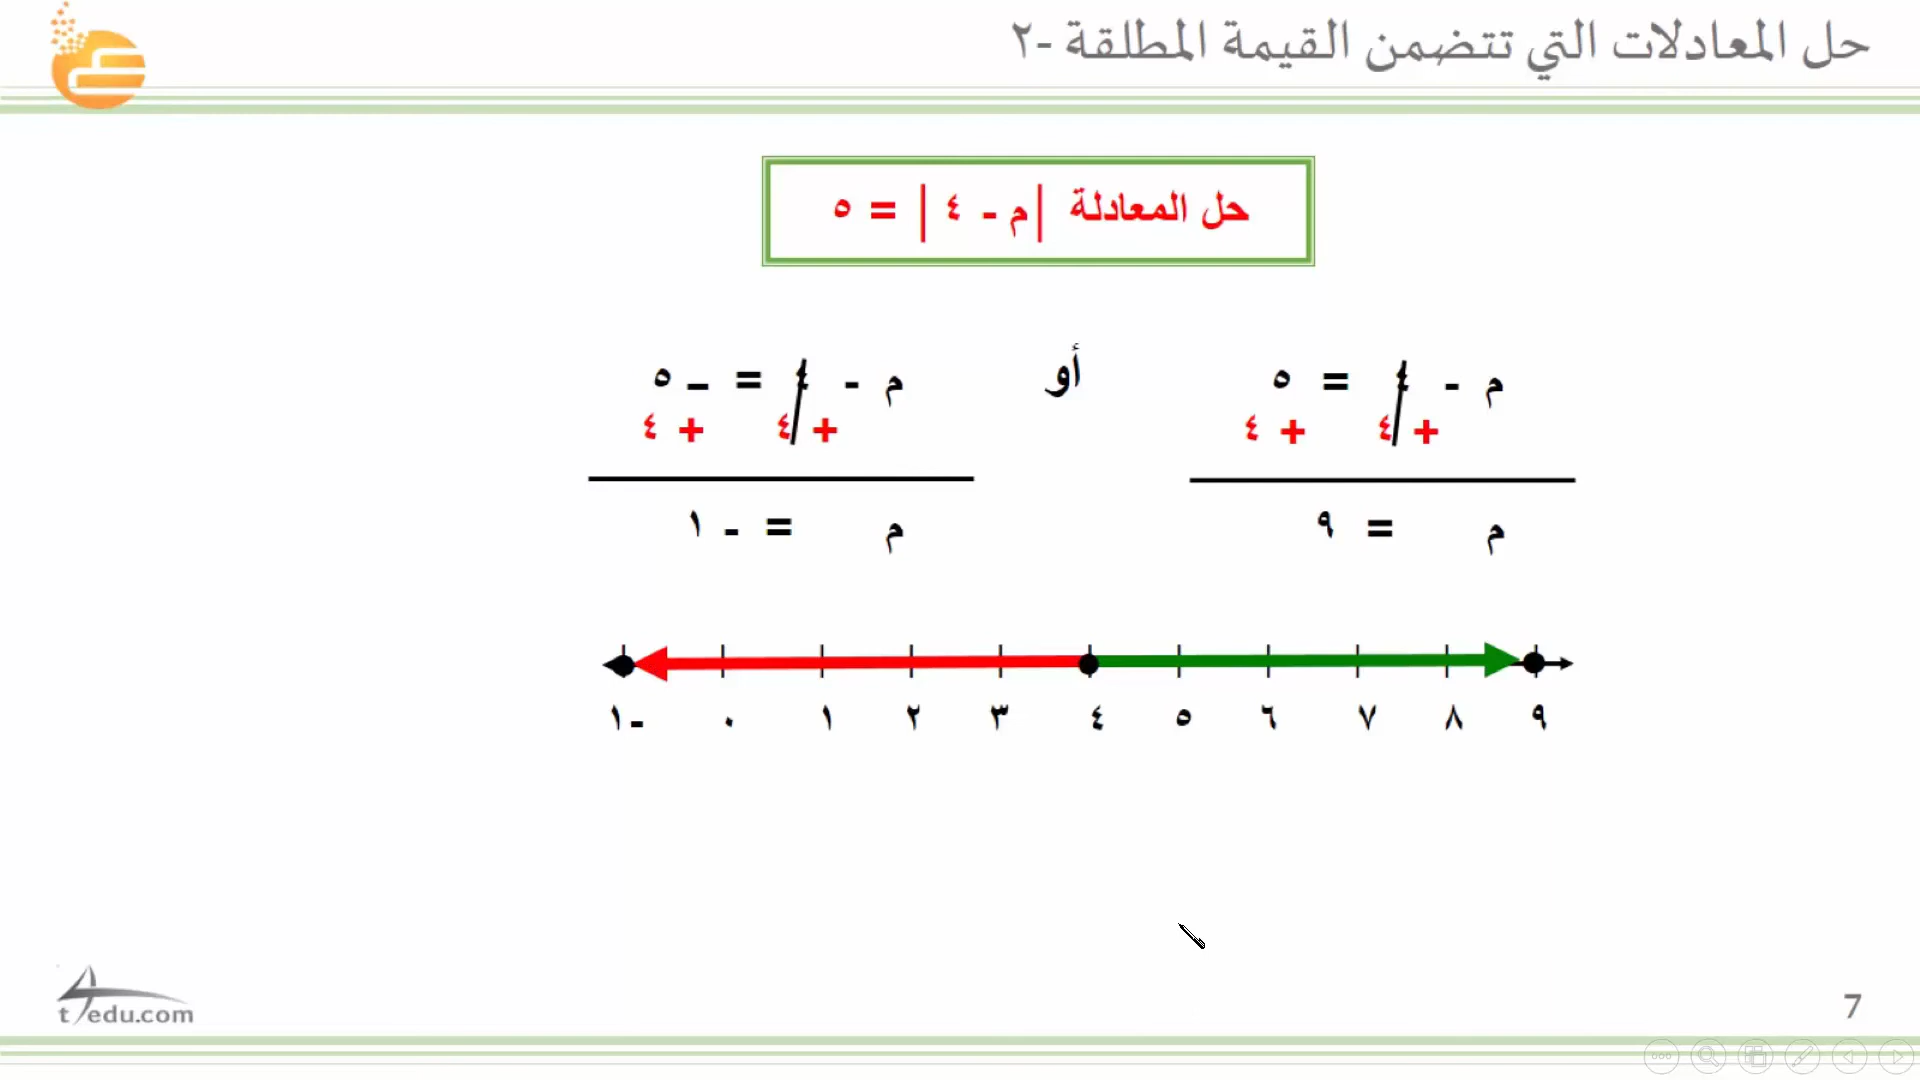 حل المعادلات التي تتضمن القيمة المطلقة -٢
حل المعادلة |م - ٤| = ٥
م - ٤ = ٥ أو م - ٤ = – ٥
+ ٤ + ٤ + ٤ + ٤
م = ٩ م = - ١
-١ ٠ ١ ٢ ٣ ٤ ٥ ٦ ٧ ٨ ٩
t4edu.com
7